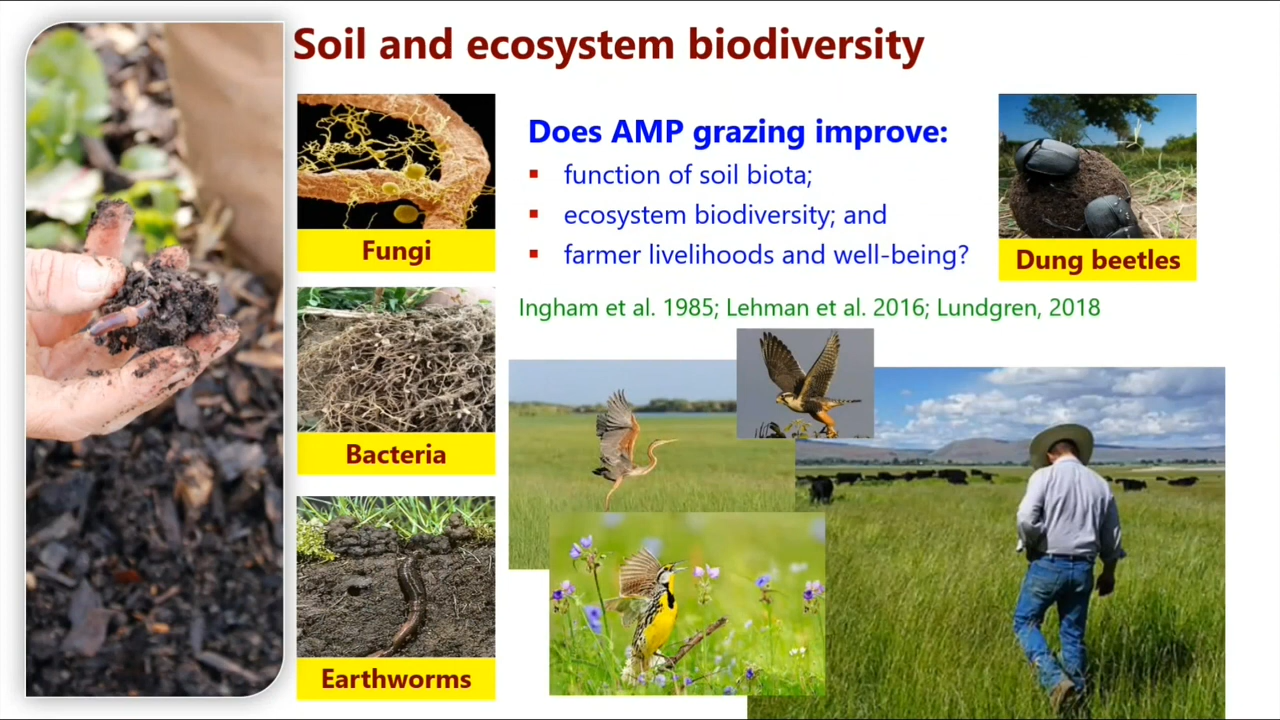 Soil and ecosystem biodiversity
Does AMP grazing improve:
▪ function of soil biota;
▪ ecosystem biodiversity; and
▪ farmer livelihoods and well-being?
Ingham et al. 1985; Lehman et al. 2016; Lundgren, 2018
Fungi
Bacteria
Earthworms
Dung beetles